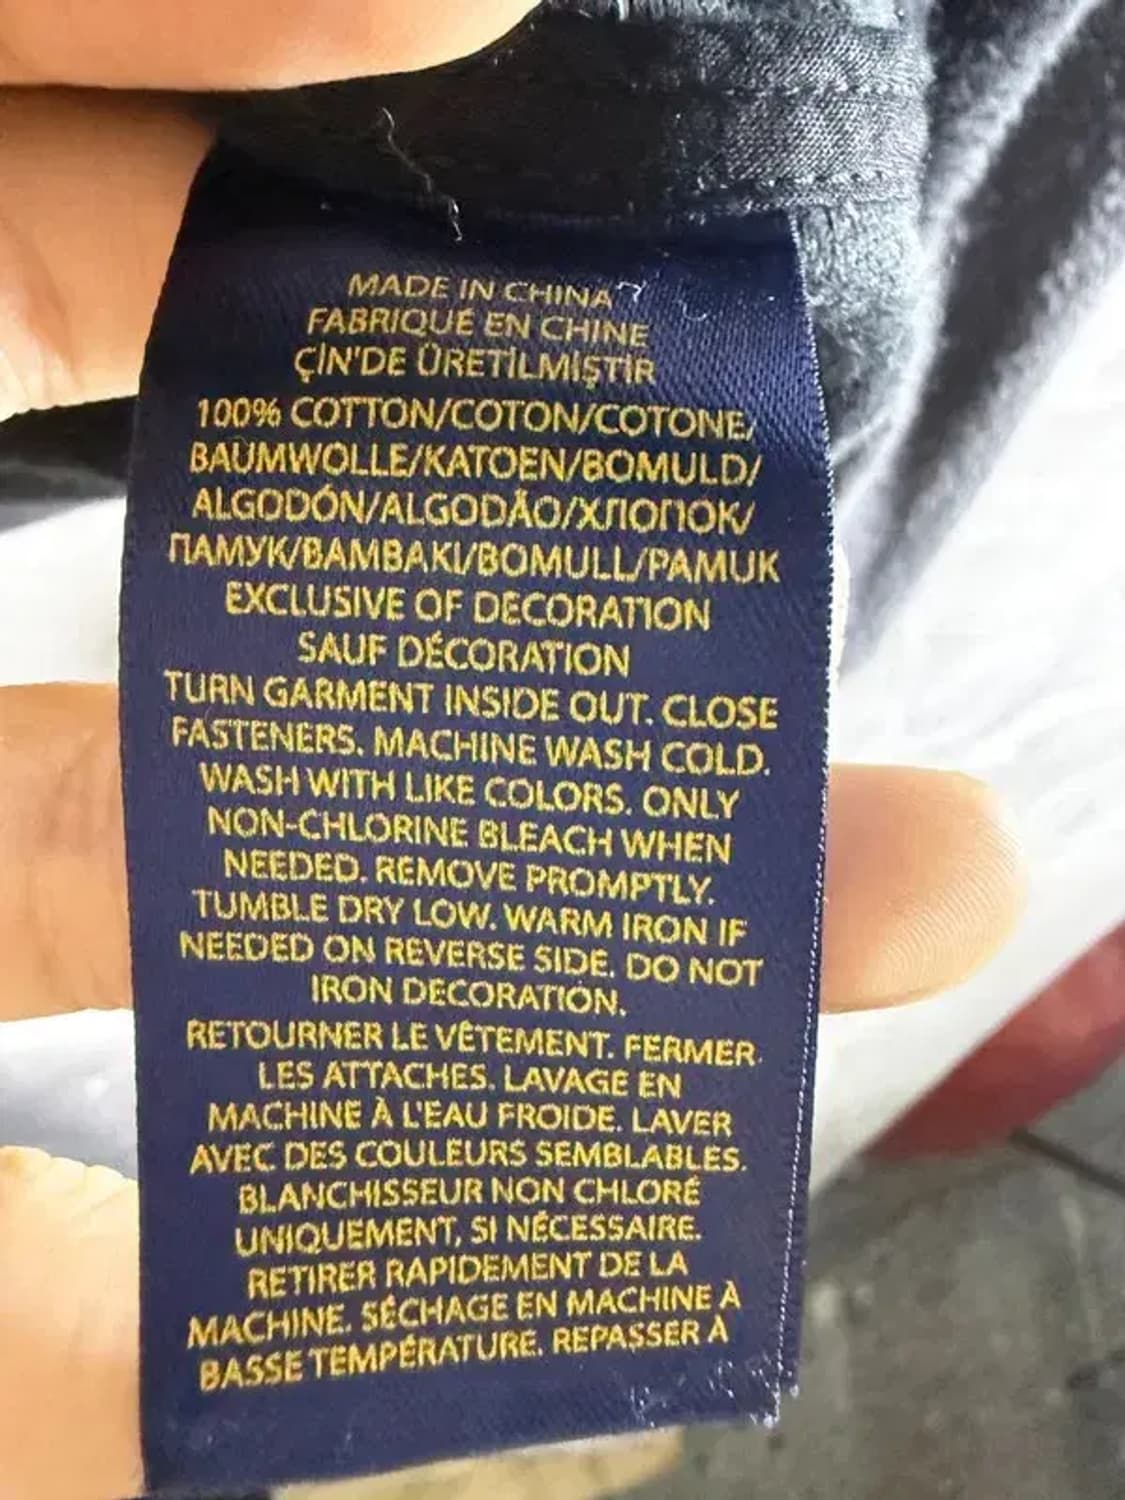 MADE IN CHINA
FABRIQUÉ EN CHINE
ÇİN'DE ÜRETİLMİŞTİR
100% COTTON/COTON/COTONE/
BAUMWOLLE/KATOEN/BOMULD/
ALGODÓN/ALGODÃO/ХЛОПОК/
ПАМУК/BAMBAKI/BOMULL/PAMUK
EXCLUSIVE OF DECORATION
SAUF DÉCORATION
TURN GARMENT INSIDE OUT. CLOSE
FASTENERS. MACHINE WASH COLD.
WASH WITH LIKE COLORS. ONLY
NON-CHLORINE BLEACH WHEN
NEEDED. REMOVE PROMPTLY.
TUMBLE DRY LOW. WARM IRON IF
NEEDED ON REVERSE SIDE. DO NOT
IRON DECORATION.
RETOURNER LE VÊTEMENT. FERMER
LES ATTACHES. LAVAGE EN
MACHINE À L'EAU FROIDE. LAVER
AVEC DES COULEURS SEMBLABLES.
BLANCHISSEUR NON CHLORÉ
UNIQUEMENT, SI NÉCESSAIRE.
RETIRER RAPIDEMENT DE LA
MACHINE. SÉCHAGE EN MACHINE À
BASSE TEMPÉRATURE. REPASSER À